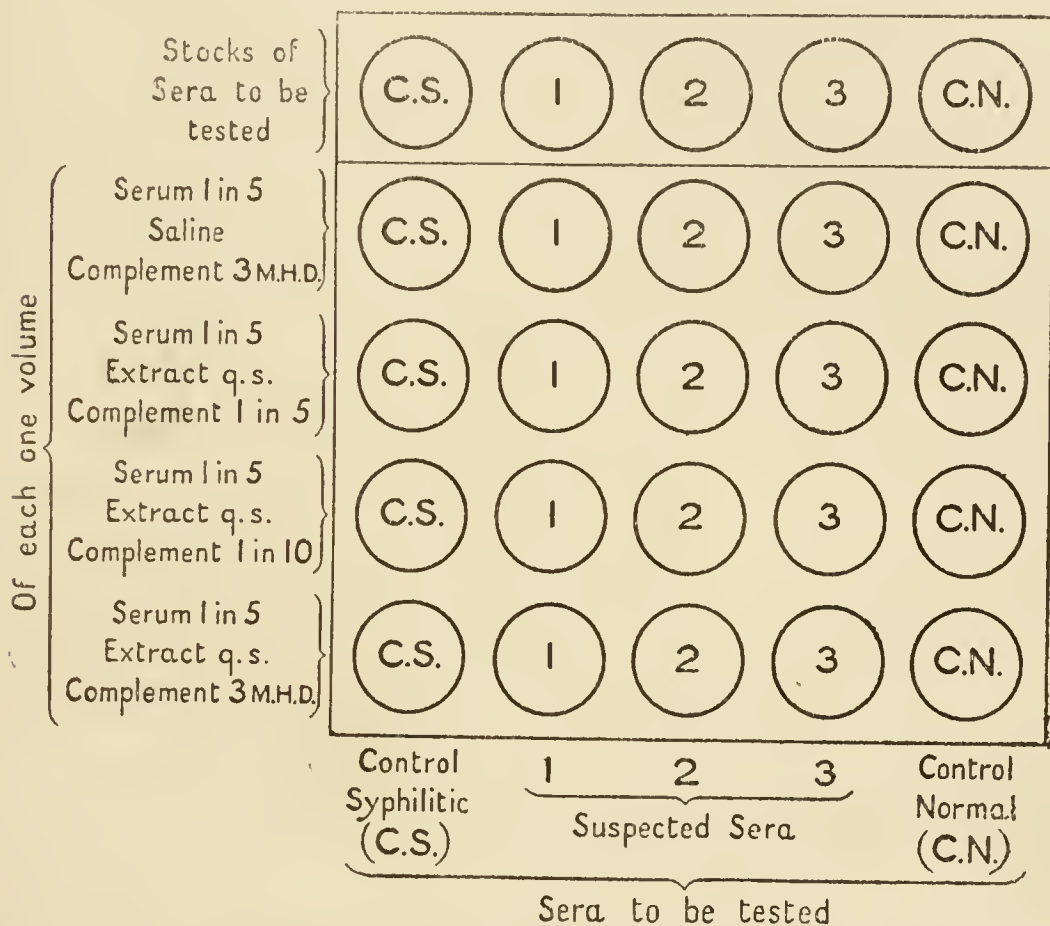 Stocks of
Sera to be
tested
C.S. 1 2 3 C.N.
Of each one volume
Serum 1 in 5
Saline
Complement 3 M.H.D.
C.S. 1 2 3 C.N.
Serum 1 in 5
Extract q.s.
Complement 1 in 5
C.S. 1 2 3 C.N.
Serum 1 in 5
Extract q.s.
Complement 1 in 10
C.S. 1 2 3 C.N.
Serum 1 in 5
Extract q.s.
Complement 3 M.H.D.
C.S. 1 2 3 C.N.
Control
Syphilitic
(C.S.)
1 2 3
Suspected Sera
Control
Normal
(C.N.)
Sera to be tested